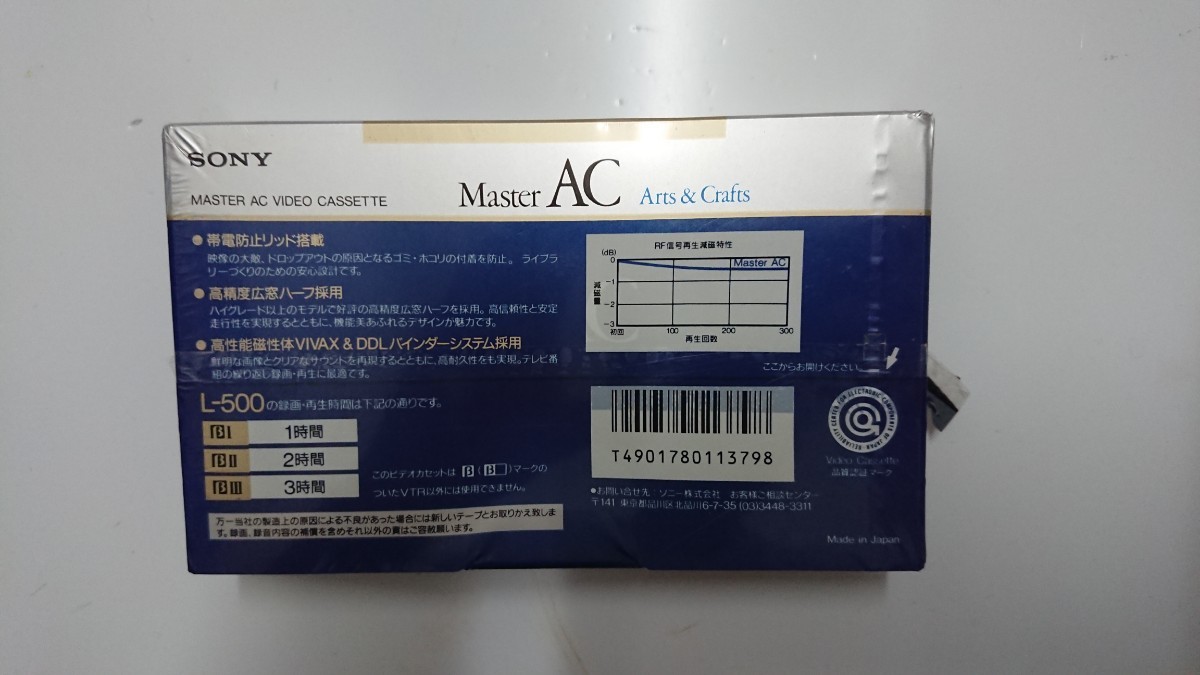 SONY
MASTER AC VIDEO CASSETTE
Master AC Arts & Crafts
● 帯電防止リッド搭載
映像の大敵、ドロップアウトの原因となるゴミ・ホコリの付着を防止。ライブラ
リーづくりのための安心設計です。
● 高精度広窓ハーフ採用
ハイグレード以上のモデルで好評の高精度広窓ハーフを採用。高信頼性と安定
走行性を実現するとともに、機能美あふれるデザインが魅力です。
● 高性能磁性体VIVAX & DDLバインダーシステム採用
鮮明な画像とクリアなサウンドを再現するとともに、高耐久性をも実現。テレビ番
組の繰り返し録画・再生に最適です。
L-500の録画・再生時間は下記の通りです。
βI 1時間
βII 2時間
βIII 3時間
このビデオカセットは β (β )マークの
ついたVTR以外には使用できません。
万一当社の製造上の原因による不良があった場合には新しいテープとお取りかえ致しま
す。録画、録音内容の補償を含めそれ以外の責はご容赦願います。
RF信号再生減磁特性
(dB)
減磁量
0
-1
-2
-3
Master AC
初回 100 200 300
再生回数
ここからお開けください
T4901780113798
●お問い合せ先:ソニー株式会社 お客様ご相談センター
〒141 東京都品川区北品川6-7-35 (03)3448-3311
RELIABILITY CENTER FOR ELECTRONIC COMPONENTS OF JAPAN
Video Cassette
品質認証マーク
Made in Japan